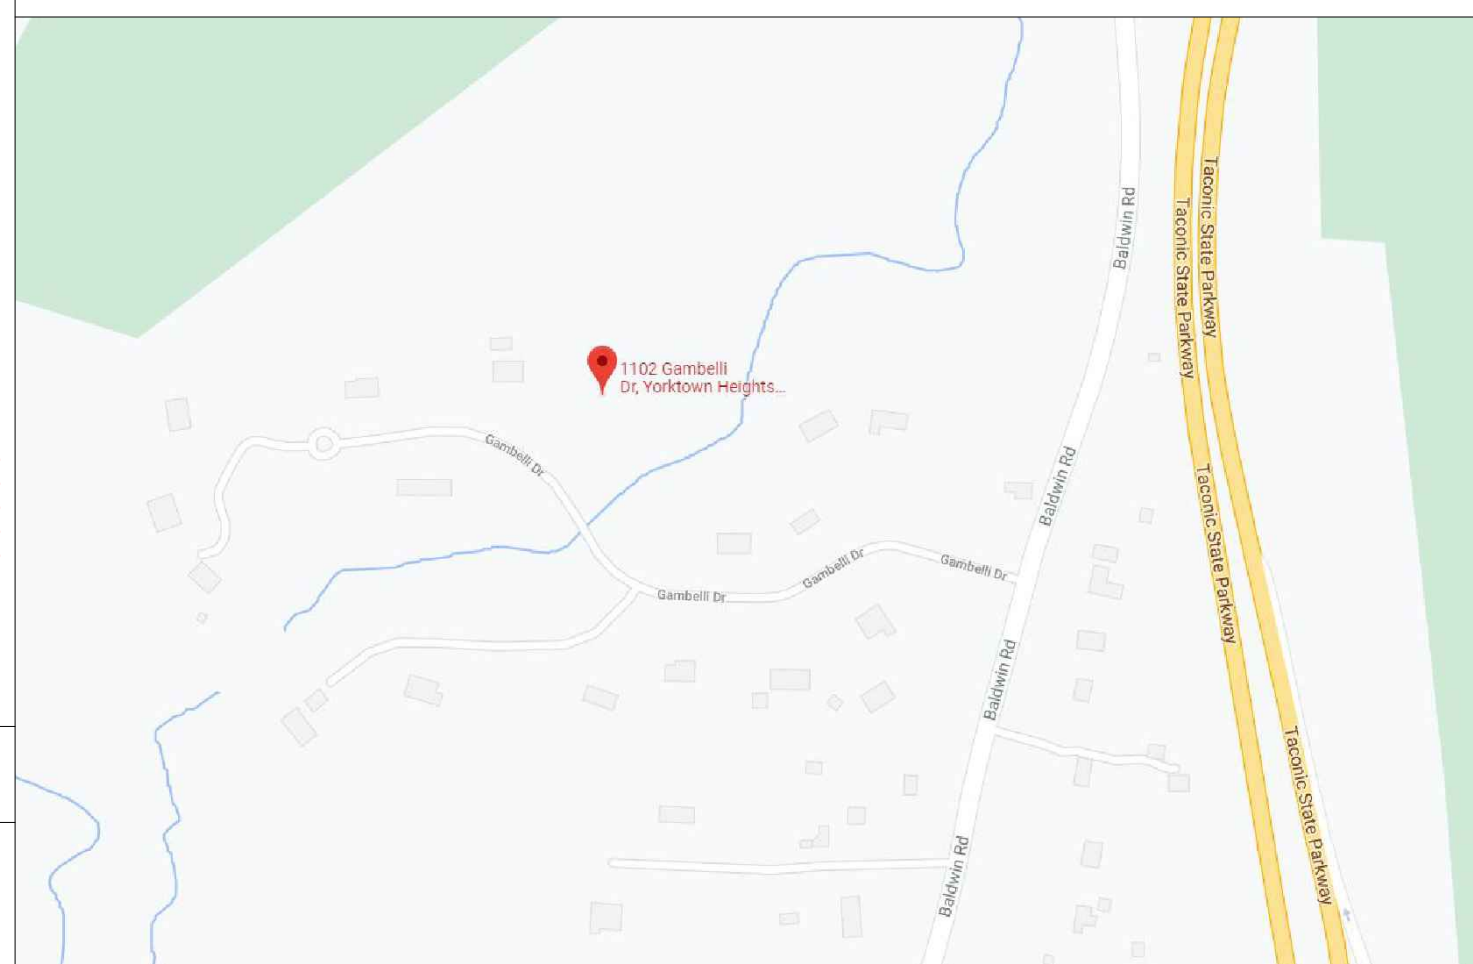 Taconic State Parkway
Baldwin Rd
Taconic State Parkway
1102 Gambelli
Dr, Yorktown Heights...
Gambelli Dr
Baldwin Rd
Taconic State Parkway
Gambelli Dr
Gambelli Dr
Gambelli Dr
Baldwin Rd
Taconic State Parkway
Baldwin Rd